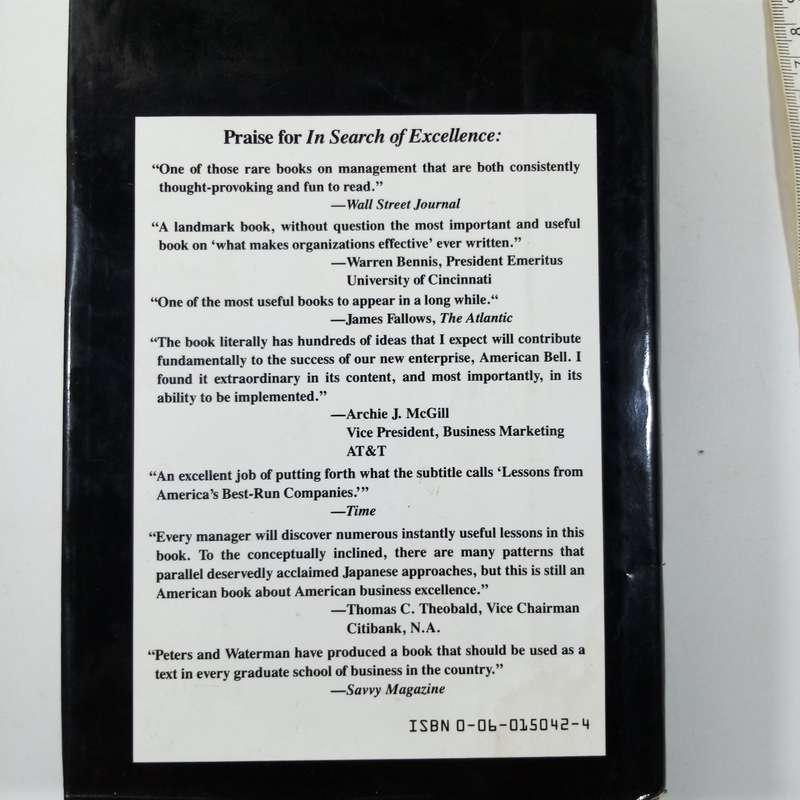 Praise for In Search of Excellence:
“One of those rare books on management that are both consistently
thought-provoking and fun to read.”
—Wall Street Journal
“A landmark book, without question the most important and useful
book on ‘what makes organizations effective’ ever written.”
—Warren Bennis, President Emeritus
University of Cincinnati
“One of the most useful books to appear in a long while.“
—James Fallows, The Atlantic
“The book literally has hundreds of ideas that I expect will contribute
fundamentally to the success of our new enterprise, American Bell. I
found it extraordinary in its content, and most importantly, in its
ability to be implemented.”
—Archie J. McGill
Vice President, Business Marketing
AT&T
“An excellent job of putting forth what the subtitle calls ‘Lessons from
America’s Best-Run Companies.’”
—Time
“Every manager will discover numerous instantly useful lessons in this
book. To the conceptually inclined, there are many patterns that
parallel deservedly acclaimed Japanese approaches, but this is still an
American book about American business excellence.”
—Thomas C. Theobald, Vice Chairman
Citibank, N.A.
“Peters and Waterman have produced a book that should be used as a
text in every graduate school of business in the country.”
—Savvy Magazine
ISBN 0-06-015042-4
8
7